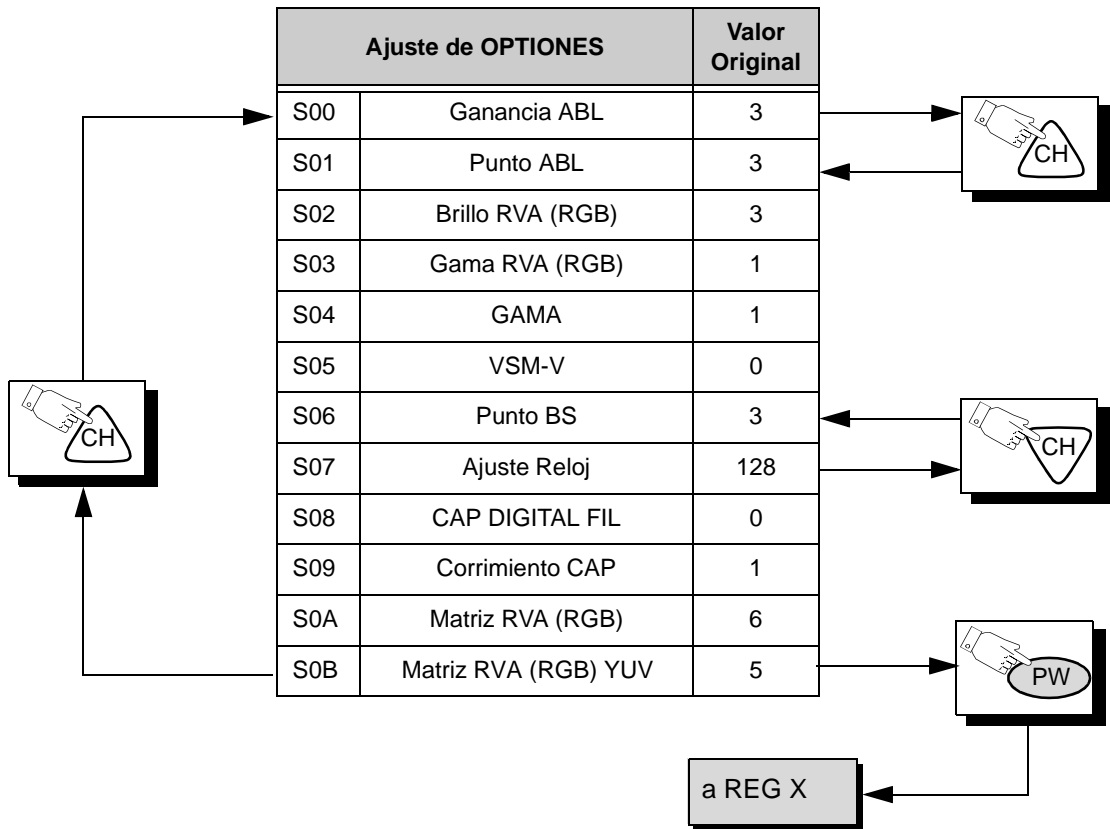 Ajuste de OPTIONES
Valor
Original
S00 Ganancia ABL 3
S01 Punto ABL 3
S02 Brillo RVA (RGB) 3
S03 Gama RVA (RGB) 1
S04 GAMA 1
S05 VSM-V 0
S06 Punto BS 3
S07 Ajuste Reloj 128
S08 CAP DIGITAL FIL 0
S09 Corrimiento CAP 1
S0A Matriz RVA (RGB) 6
S0B Matriz RVA (RGB) YUV 5
CH
CH
CH
PW
a REG X